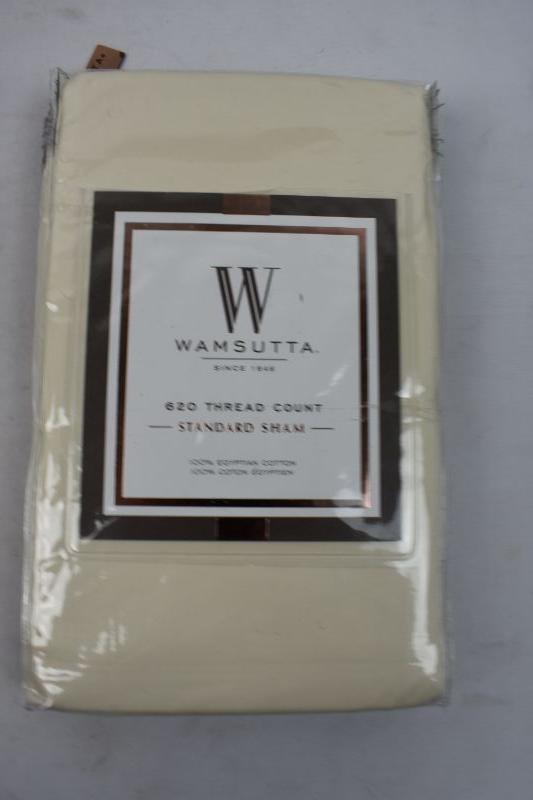 W
WAMSUTTA®
SINCE 1846
620 THREAD COUNT
STANDARD SHAM
100% EGYPTIAN COTTON
100% COTON ÉGYPTIEN